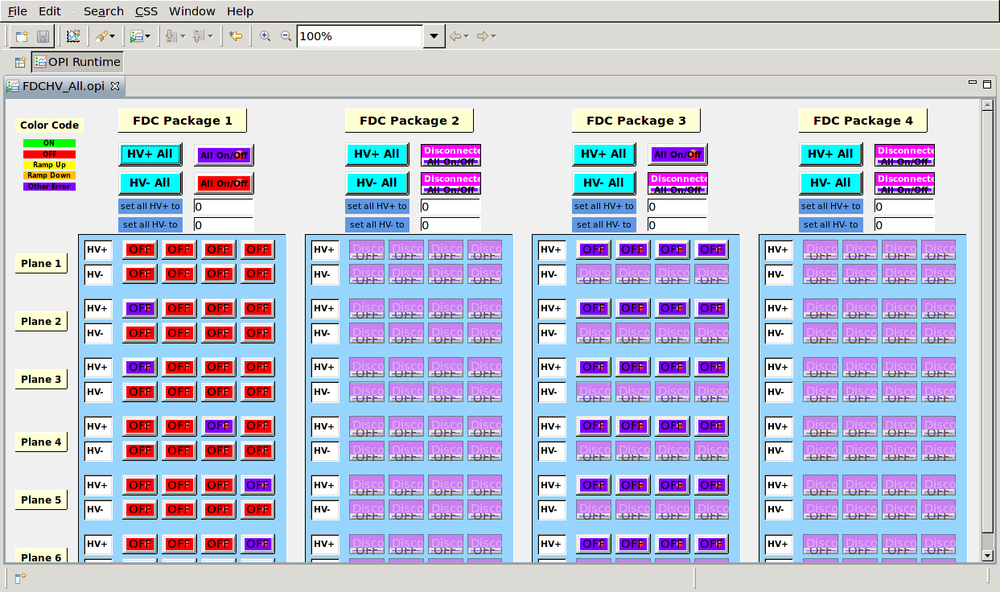 File Edit Search CSS Window Help
100%
OPI Runtime
FDCHV_All.opi
Color Code FDC Package 1 FDC Package 2 FDC Package 3 FDC Package 4
ON
OFF
Ramp Up
Ramp Down
Other Error
HV+ All All On/Off HV+ All Disconnecte All On/Off HV+ All All On/Off HV+ All Disconnecte All On/Off
HV- All All On/Off HV- All Disconnecte All On/Off HV- All Disconnecte All On/Off HV- All Disconnecte All On/Off
set all HV+ to 0 set all HV+ to 0 set all HV+ to 0 set all HV+ to 0
set all HV- to 0 set all HV- to 0 set all HV- to 0 set all HV- to 0
Plane 1
HV+ OFF OFF OFF OFF HV+ Disco OFF Disco OFF Disco OFF Disco OFF HV+ OFF OFF OFF OFF HV+ Disco OFF Disco OFF Disco OFF Disco OFF
HV- OFF OFF OFF OFF HV- Disco OFF Disco OFF Disco OFF Disco OFF HV- Disco OFF Disco OFF Disco OFF Disco OFF HV- Disco OFF Disco OFF Disco OFF Disco OFF
Plane 2
HV+ OFF OFF OFF OFF HV+ Disco OFF Disco OFF Disco OFF Disco OFF HV+ OFF OFF OFF OFF HV+ Disco OFF Disco OFF Disco OFF Disco OFF
HV- OFF OFF OFF OFF HV- Disco OFF Disco OFF Disco OFF Disco OFF HV- Disco OFF Disco OFF Disco OFF Disco OFF HV- Disco OFF Disco OFF Disco OFF Disco OFF
Plane 3
HV+ OFF OFF OFF OFF HV+ Disco OFF Disco OFF Disco OFF Disco OFF HV+ OFF OFF OFF OFF HV+ Disco OFF Disco OFF Disco OFF Disco OFF
HV- OFF OFF OFF OFF HV- Disco OFF Disco OFF Disco OFF Disco OFF HV- Disco OFF Disco OFF Disco OFF Disco OFF HV- Disco OFF Disco OFF Disco OFF Disco OFF
Plane 4
HV+ OFF OFF OFF OFF HV+ Disco OFF Disco OFF Disco OFF Disco OFF HV+ OFF OFF OFF OFF HV+ Disco OFF Disco OFF Disco OFF Disco OFF
HV- OFF OFF OFF OFF HV- Disco OFF Disco OFF Disco OFF Disco OFF HV- Disco OFF Disco OFF Disco OFF Disco OFF HV- Disco OFF Disco OFF Disco OFF Disco OFF
Plane 5
HV+ OFF OFF OFF OFF HV+ Disco OFF Disco OFF Disco OFF Disco OFF HV+ OFF OFF OFF OFF HV+ Disco OFF Disco OFF Disco OFF Disco OFF
HV- OFF OFF OFF OFF HV- Disco OFF Disco OFF Disco OFF Disco OFF HV- Disco OFF Disco OFF Disco OFF Disco OFF HV- Disco OFF Disco OFF Disco OFF Disco OFF
Plane 6
HV+ OFF OFF OFF OFF HV+ Disco OFF Disco OFF Disco OFF Disco OFF HV+ OFF OFF OFF OFF HV+ Disco OFF Disco OFF Disco OFF Disco OFF